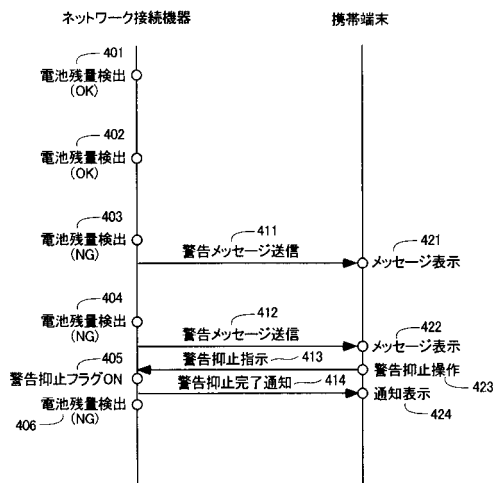 ネットワーク接続機器
携帯端末
401
電池残量検出
(OK)
402
電池残量検出
(OK)
403
電池残量検出
(NG)
411
警告メッセージ送信
421
メッセージ表示
404
電池残量検出
(NG)
412
警告メッセージ送信
422
メッセージ表示
405
警告抑止指示
413
警告抑止操作
423
警告抑止フラグON
警告抑止完了通知
414
通知表示
424
電池残量検出
(NG)
406